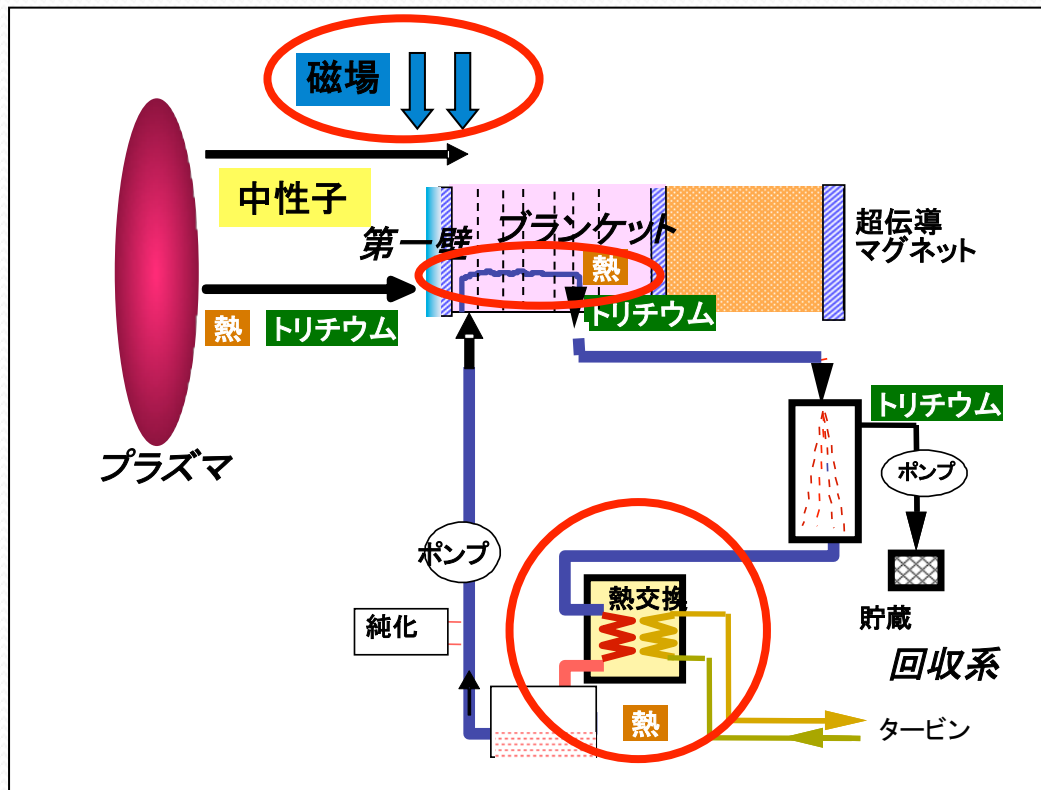 磁場
中性子
第一壁
ブランケット
熱
超伝導
マグネット
熱
トリチウム
トリチウム
プラズマ
トリチウム
ポンプ
ポンプ
純化
熱交換
貯蔵
回収系
熱
タービン